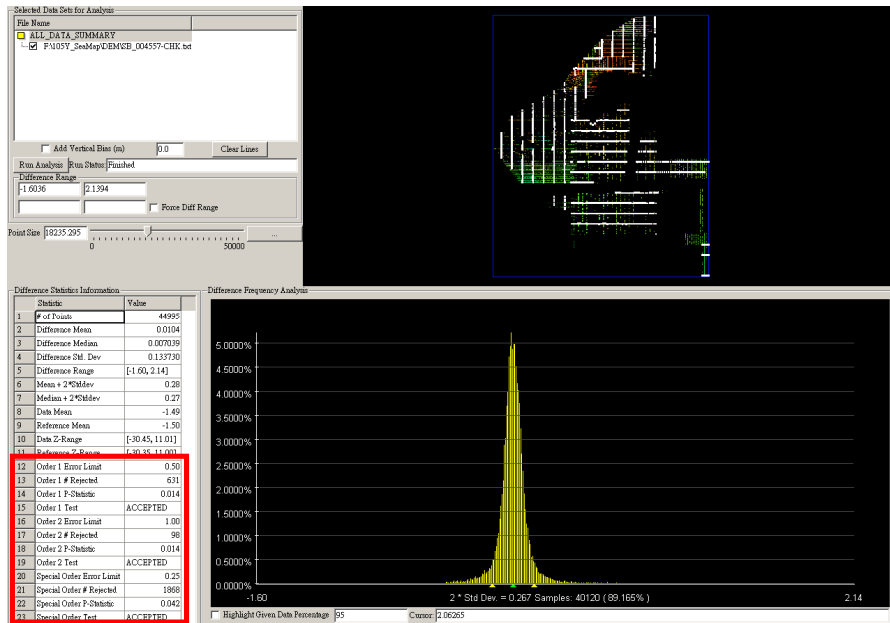 Selected Data Sets for Analysis
File Name
ALL_DATA_SUMMARY
F:\105Y_SeaMap\DEM\SB_004557-CHK.txt
Add Vertical Bias (m) 0.0 Clear Lines
Run Analysis Run Status: Finished
Difference Range
-1.6036 2.1394
Force Diff Range
Point Size 18235.295 ...
0 50000
Difference Statistics Information
Statistic Value
1 # of Points 44995
2 Difference Mean 0.0104
3 Difference Median 0.007039
4 Difference Std. Dev 0.133730
5 Difference Range [-1.60, 2.14]
6 Mean + 2*Stddev 0.28
7 Median + 2*Stddev 0.27
8 Data Mean -1.49
9 Reference Mean -1.50
10 Data Z-Range [-30.45, 11.01]
11 Reference Z-Range [-30.35, 11.00]
12 Order 1 Error Limit 0.50
13 Order 1 # Rejected 631
14 Order 1 P-Statistic 0.014
15 Order 1 Test ACCEPTED
16 Order 2 Error Limit 1.00
17 Order 2 # Rejected 98
18 Order 2 P-Statistic 0.014
19 Order 2 Test ACCEPTED
20 Special Order Error Limit 0.25
21 Special Order # Rejected 1868
22 Special Order P-Statistic 0.042
23 Special Order Test ACCEPTED
Difference Frequency Analysis
5.0000%
4.5000%
4.0000%
3.5000%
3.0000%
2.5000%
2.0000%
1.5000%
1.0000%
0.5000%
0.0000%
-1.60 2 * Std Dev. = 0.267 Samples: 40120 ( 89.165% ) 2.14
Highlight Given Data Percentage 95 Cursor: 2.06265